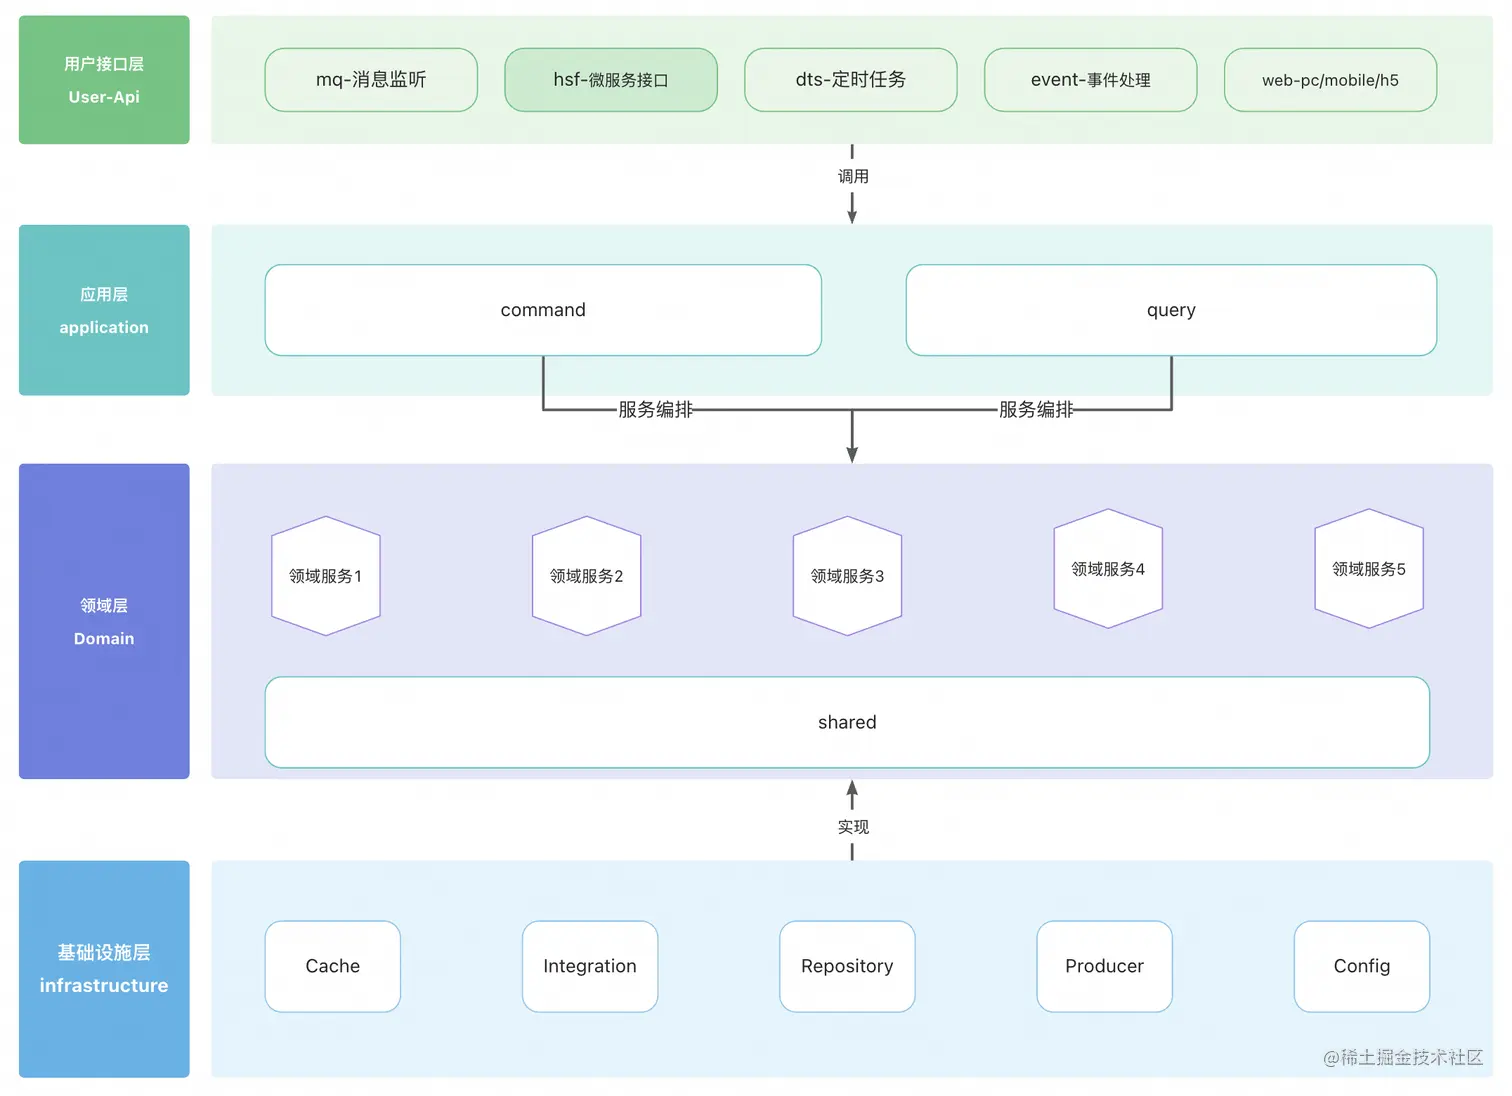 用户接口层
User-Api
mq-消息监听
hsf-微服务接口
dts-定时任务
event-事件处理
web-pc/mobile/h5
调用
应用层
application
command
query
服务编排
服务编排
领域层
Domain
领域服务1
领域服务2
领域服务3
领域服务4
领域服务5
shared
实现
基础设施层
infrastructure
Cache
Integration
Repository
Producer
Config
@稀土掘金技术社区